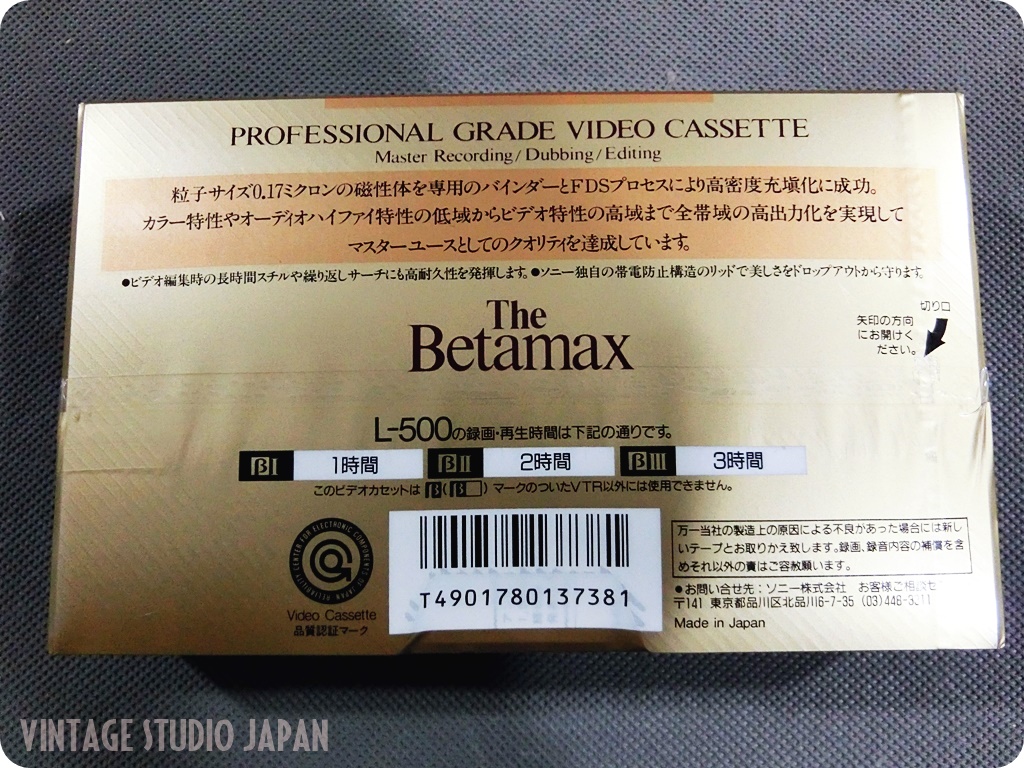 PROFESSIONAL GRADE VIDEO CASSETTE
Master Recording/Dubbing/Editing
粒子サイズ0.17ミクロンの磁性体を専用のバインダーとFDSプロセスにより高密度充塡化に成功。
カラー特性やオーディオハイファイ特性の低域からビデオ特性の高域まで全帯域の高出力化を実現して
マスターユースとしてのクオリティを達成しています。
●ビデオ編集時の長時間スチルや繰り返しサーチにも高耐久性を発揮します。●ソニー独自の帯電防止構造のリッドで美しさをドロップアウトから守ります。
切り口
矢印の方向
にお開けく
ださい。
The
Betamax
L-500の録画・再生時間は下記の通りです。
βI 1時間 βII 2時間 βIII 3時間
このビデオカセットは β(β) マークのついたVTR以外には使用できません。
CENTER FOR ELECTRONIC COMPONENTS OF JAPAN RELIABILITY
Video Cassette
品質認証マーク
T4901780137381
万一当社の製造上の原因による不良があった場合には新し
いテープとお取りかえ致します。録画、録音内容の補償を含
めそれ以外の責はご容赦願います。
●お問い合せ先:ソニー株式会社 お客様ご相談セ
〒141 東京都品川区北品川6-7-35 (03)448-3311
Made in Japan
VINTAGE STUDIO JAPAN